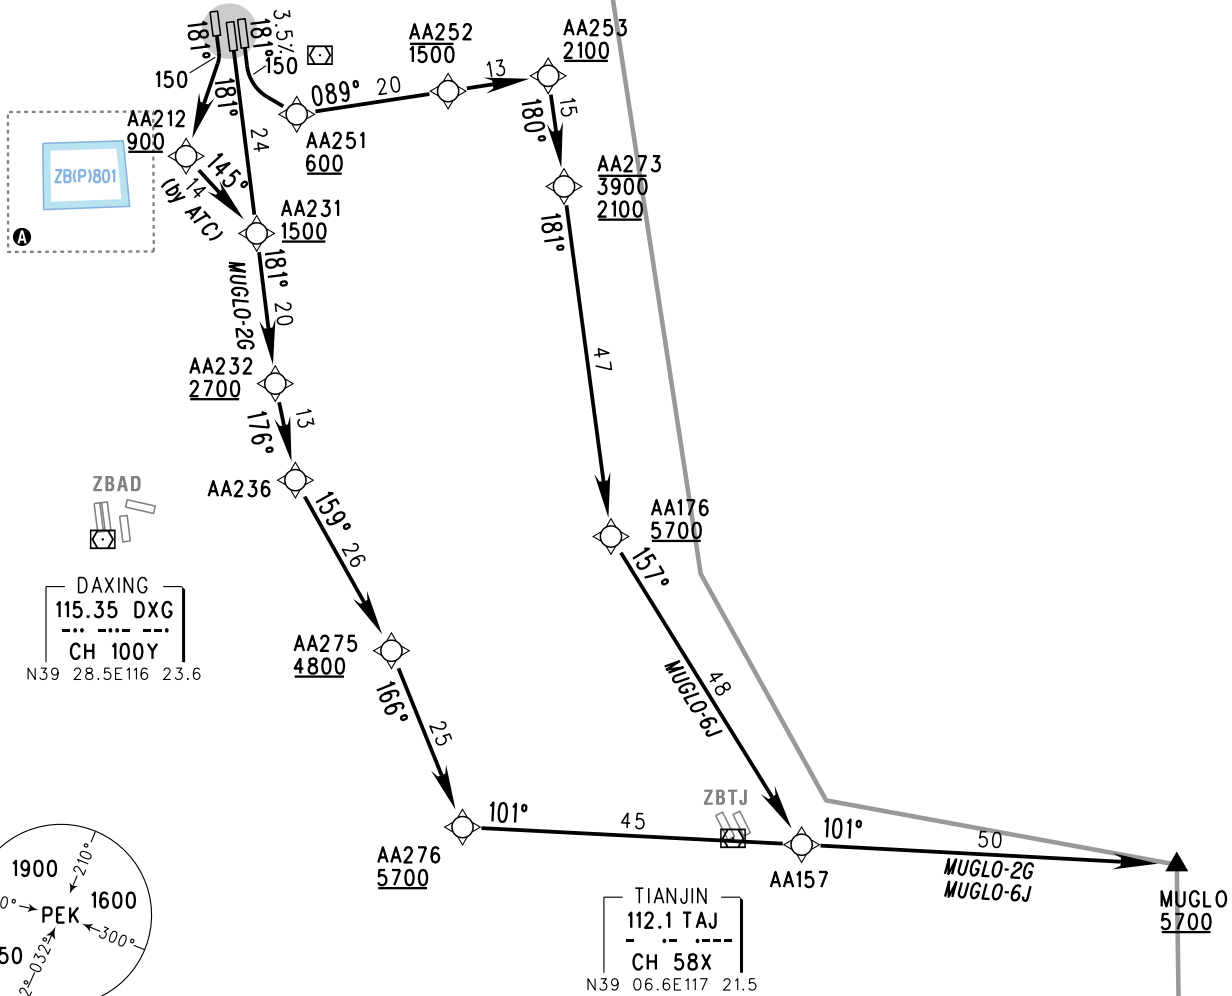 181°
181°
3.5%
150
150
AA252
1500
AA253
2100
13
089°
20
15
180°
181°
24
AA212
900
AA251
600
ZB(P)801
A
145°
14
(by ATC)
AA273
3900
2100
AA231
1500
181°
181°
20
MUGLO-2G
47
AA232
2700
13
176°
AA236
ZBAD
159°
26
AA176
5700
157°
DAXING
115.35 DXG
-·· -··- --·
CH 100Y
N39 28.5E116 23.6
AA275
4800
166°
25
48
MUGLO-6J
101°
45
ZBTJ
101°
50
AA276
5700
AA157
MUGLO-2G
MUGLO-6J
MUGLO
5700
TIANJIN
112.1 TAJ
- ·- ·---
CH 58X
N39 06.6E117 21.5
210°
1900
1600
0°
PEK
300°
50
032°
2°